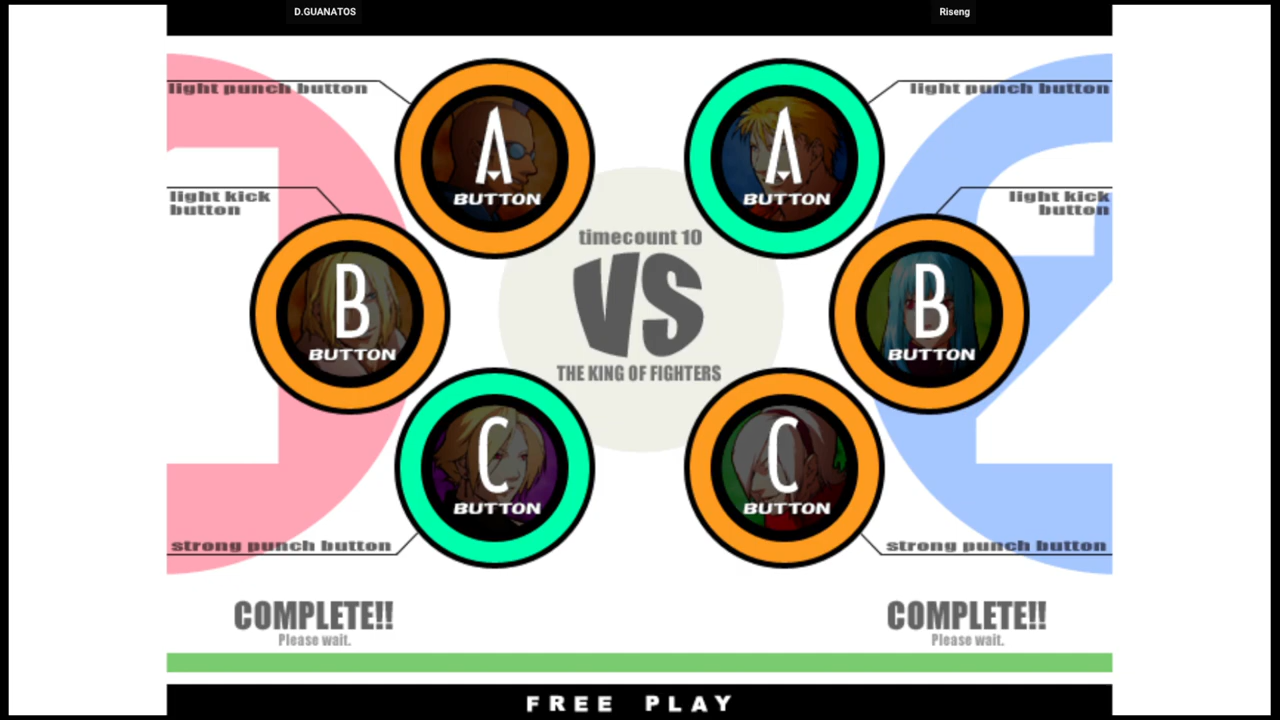 D.GUANATOS
Riseng
light punch button
light punch button
A
BUTTON
A
BUTTON
light kick
button
light kick
button
timecount 10
VS
THE KING OF FIGHTERS
B
BUTTON
B
BUTTON
C
BUTTON
C
BUTTON
strong punch button
strong punch button
COMPLETE!!
Please wait.
COMPLETE!!
Please wait.
FREE PLAY
1
2